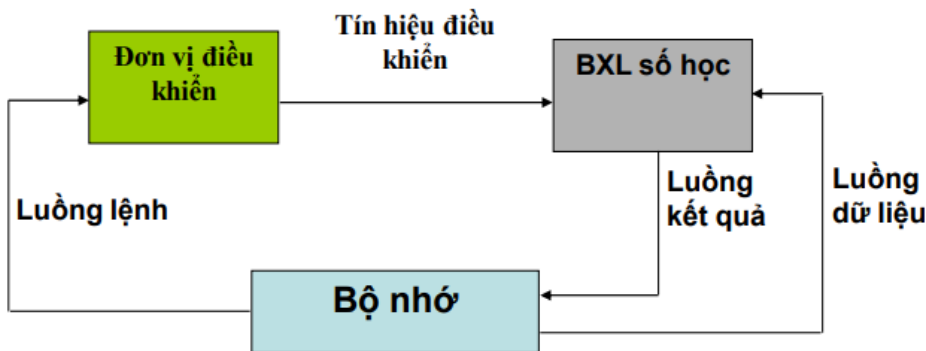 Tín hiệu điều
khiển
Đơn vị điều
khiển
BXL số học
Luồng lệnh
Luồng
kết quả
Luồng
dữ liệu
Bộ nhớ